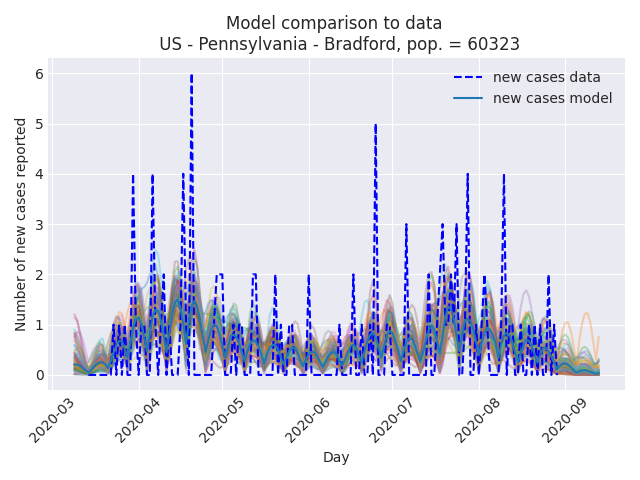 Model comparison to data
US - Pennsylvania - Bradford, pop. = 60323
Number of new cases reported
6
5
4
3
2
1
0
new cases data
new cases model
2020-03
2020-04
2020-05
2020-06
2020-07
2020-08
2020-09
Day